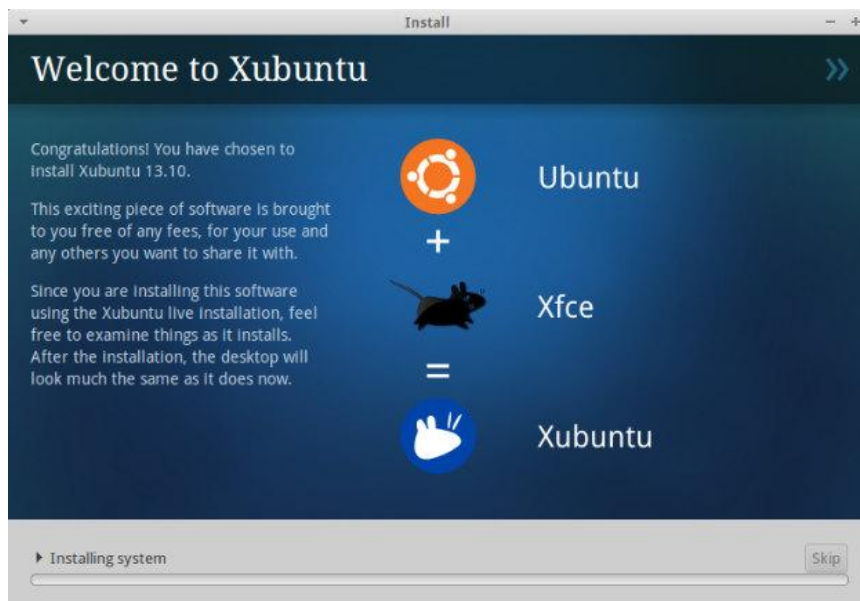 Install
Welcome to Xubuntu
Congratulations! You have chosen to
install Xubuntu 13.10.
This exciting piece of software is brought
to you free of any fees, for your use and
any others you want to share it with.
Since you are installing this software
using the Xubuntu live installation, feel
free to examine things as it installs.
After the installation, the desktop will
look much the same as it does now.
Ubuntu
+
Xfce
=
Xubuntu
Installing system
Skip